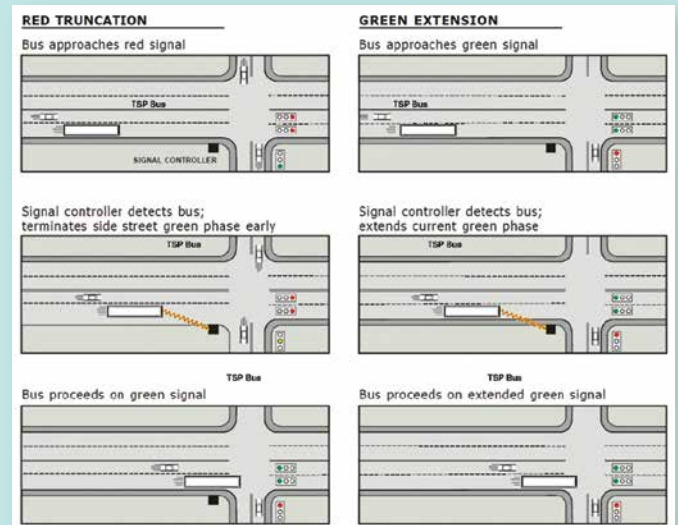 RED TRUNCATION
Bus approaches red signal
TSP Bus
SIGNAL CONTROLLER
Signal controller detects bus;
terminates side street green phase early
TSP Bus
TSP Bus
Bus proceeds on green signal
GREEN EXTENSION
Bus approaches green signal
TSP Bus
Signal controller detects bus;
extends current green phase
TSP Bus
TSP Bus
Bus proceeds on extended green signal